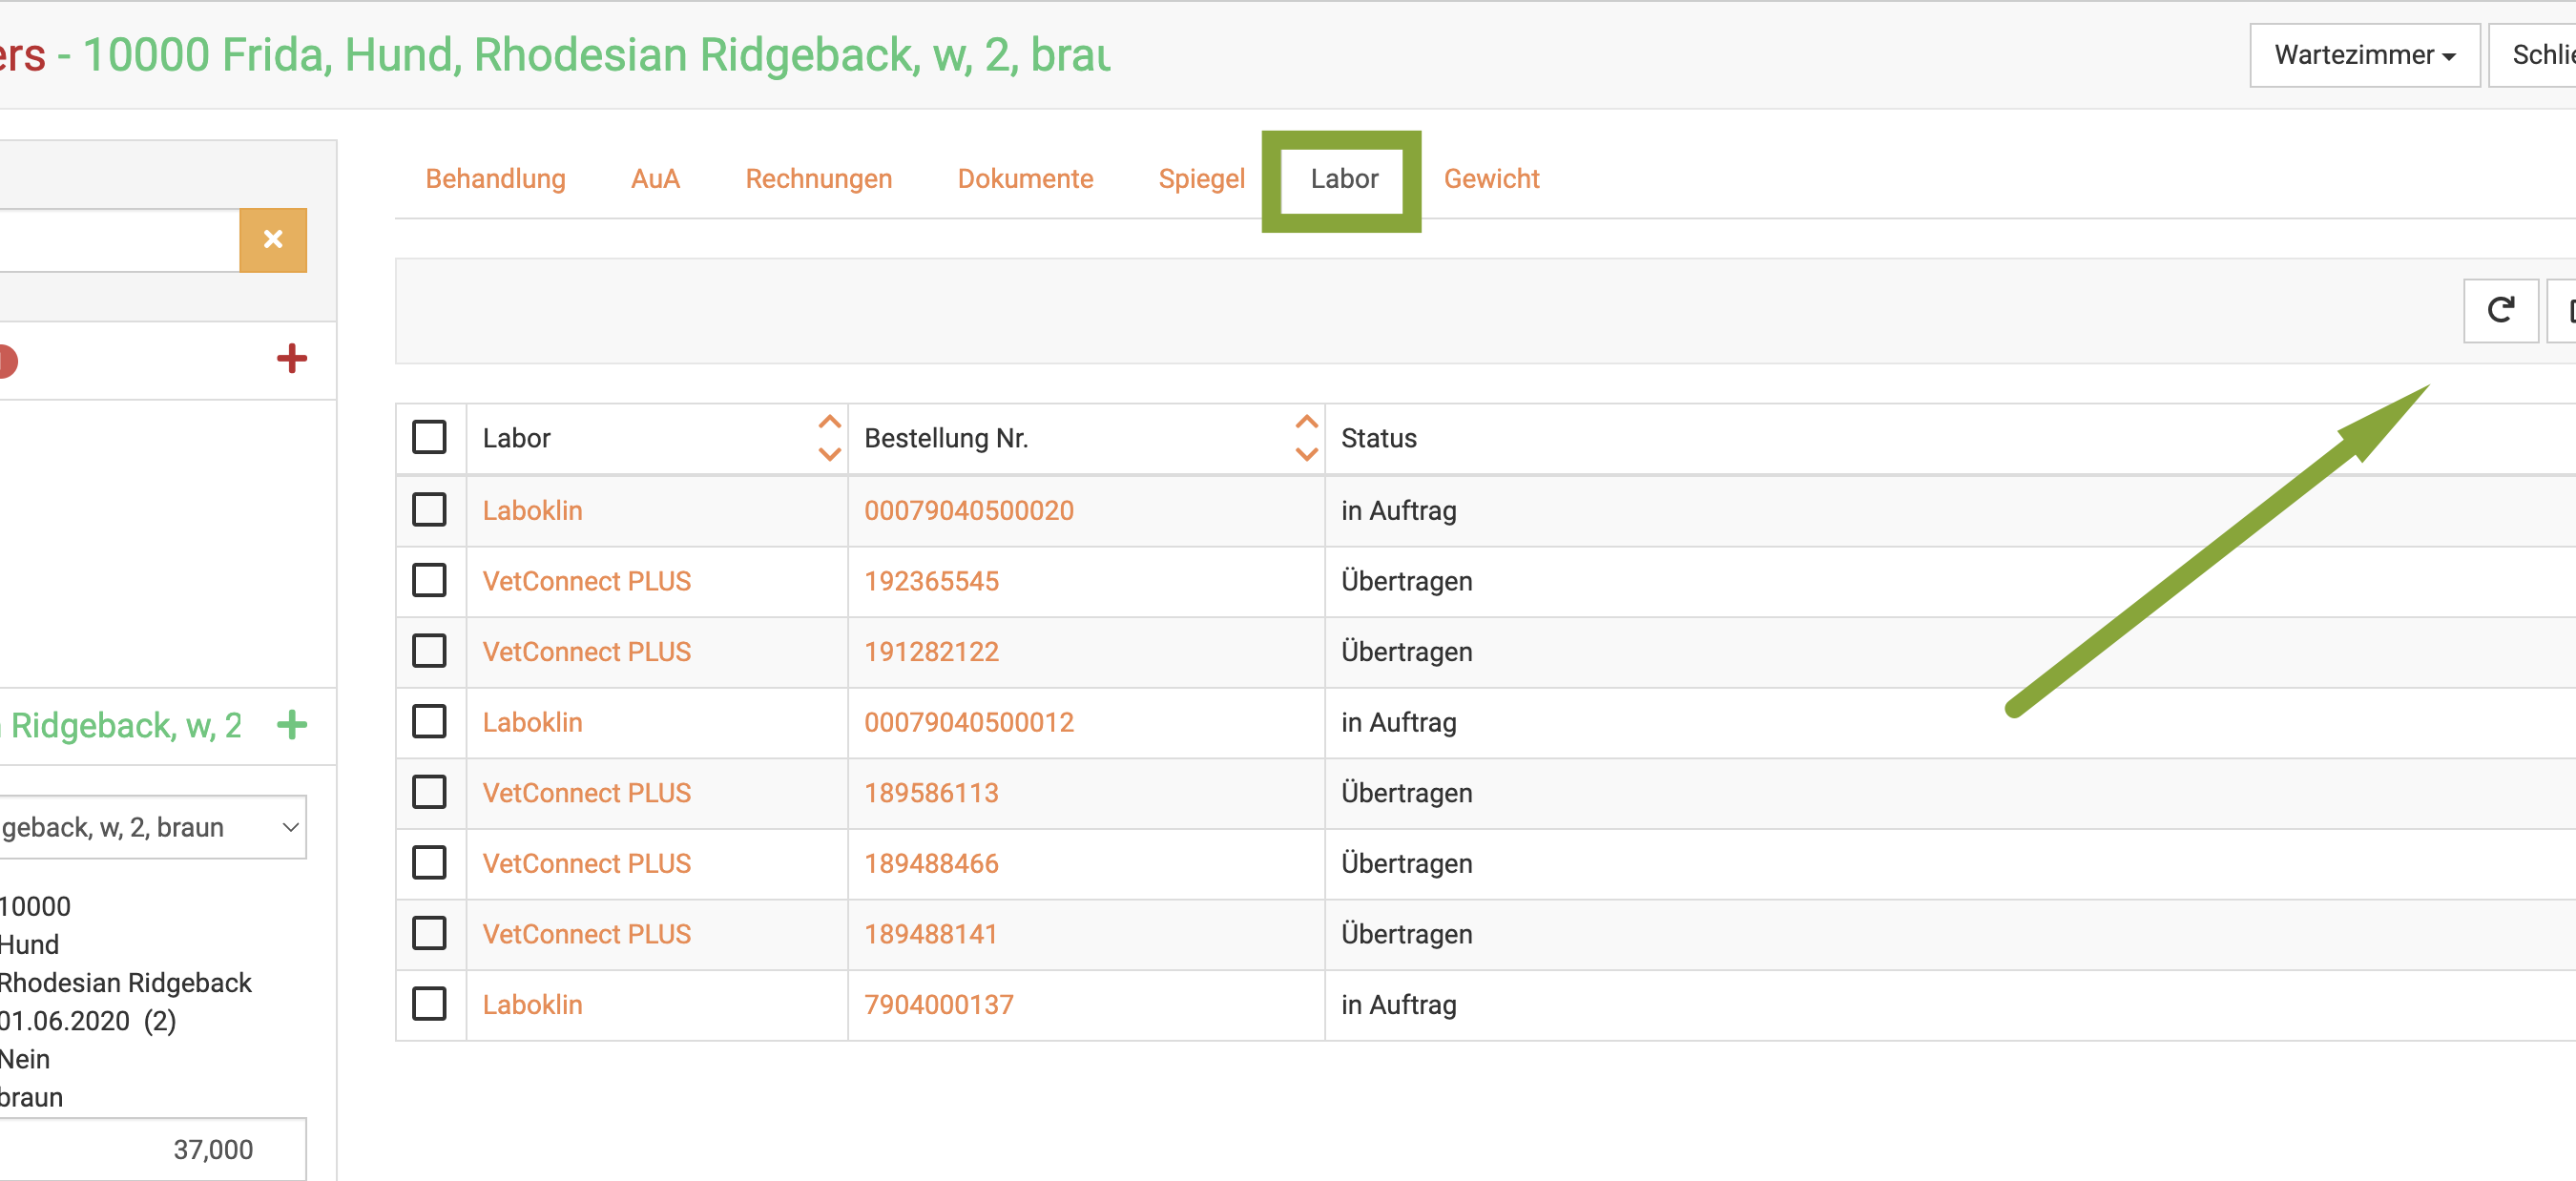 ers - 10000 Frida, Hund, Rhodesian Ridgeback, w, 2, brau
Wartezimmer Schlie
Behandlung AuA Rechnungen Dokumente Spiegel Labor Gewicht
Labor Bestellung Nr. Status
Laboklin 00079040500020 in Auftrag
VetConnect PLUS 192365545 Übertragen
VetConnect PLUS 191282122 Übertragen
Laboklin 00079040500012 in Auftrag
VetConnect PLUS 189586113 Übertragen
VetConnect PLUS 189488466 Übertragen
VetConnect PLUS 189488141 Übertragen
Laboklin 7904000137 in Auftrag
Ridgeback, w, 2
geback, w, 2, braun
10000
Hund
Rhodesian Ridgeback
01.06.2020 (2)
Nein
braun
37,000